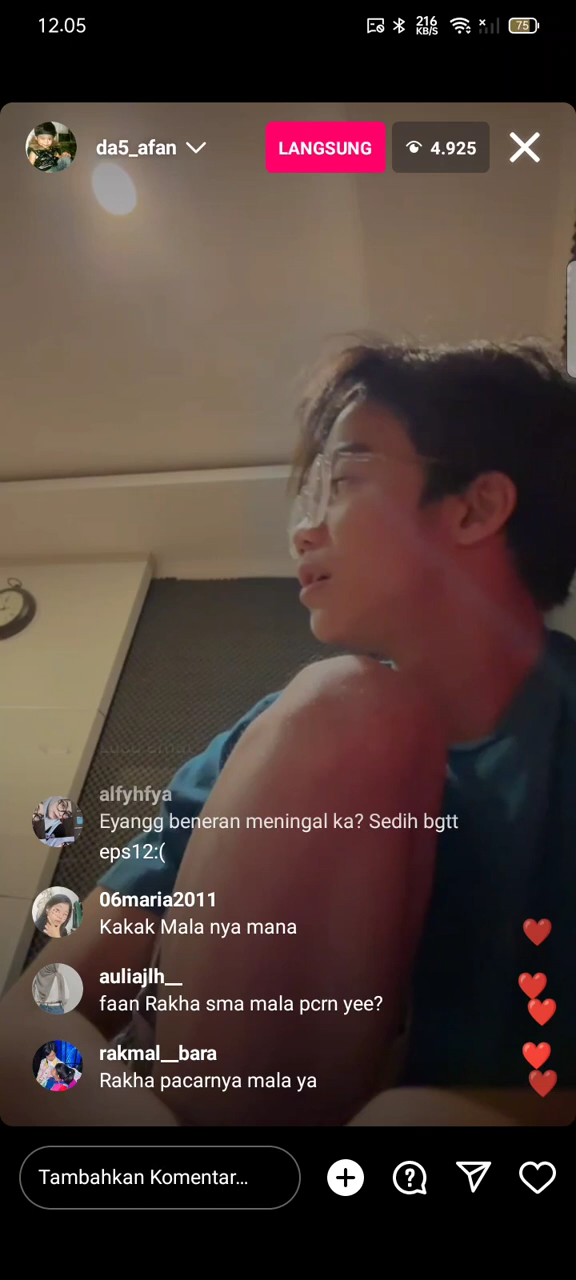 12.05
216
KB/S
75
da5_afan
LANGSUNG
4.925
alfyhfya
Eyangg beneran meningal ka? Sedih bgtt
eps12:(
06maria2011
Kakak Mala nya mana
auliajlh__
faan Rakha sma mala pcrn yee?
rakmal__bara
Rakha pacarnya mala ya
Tambahkan Komentar...